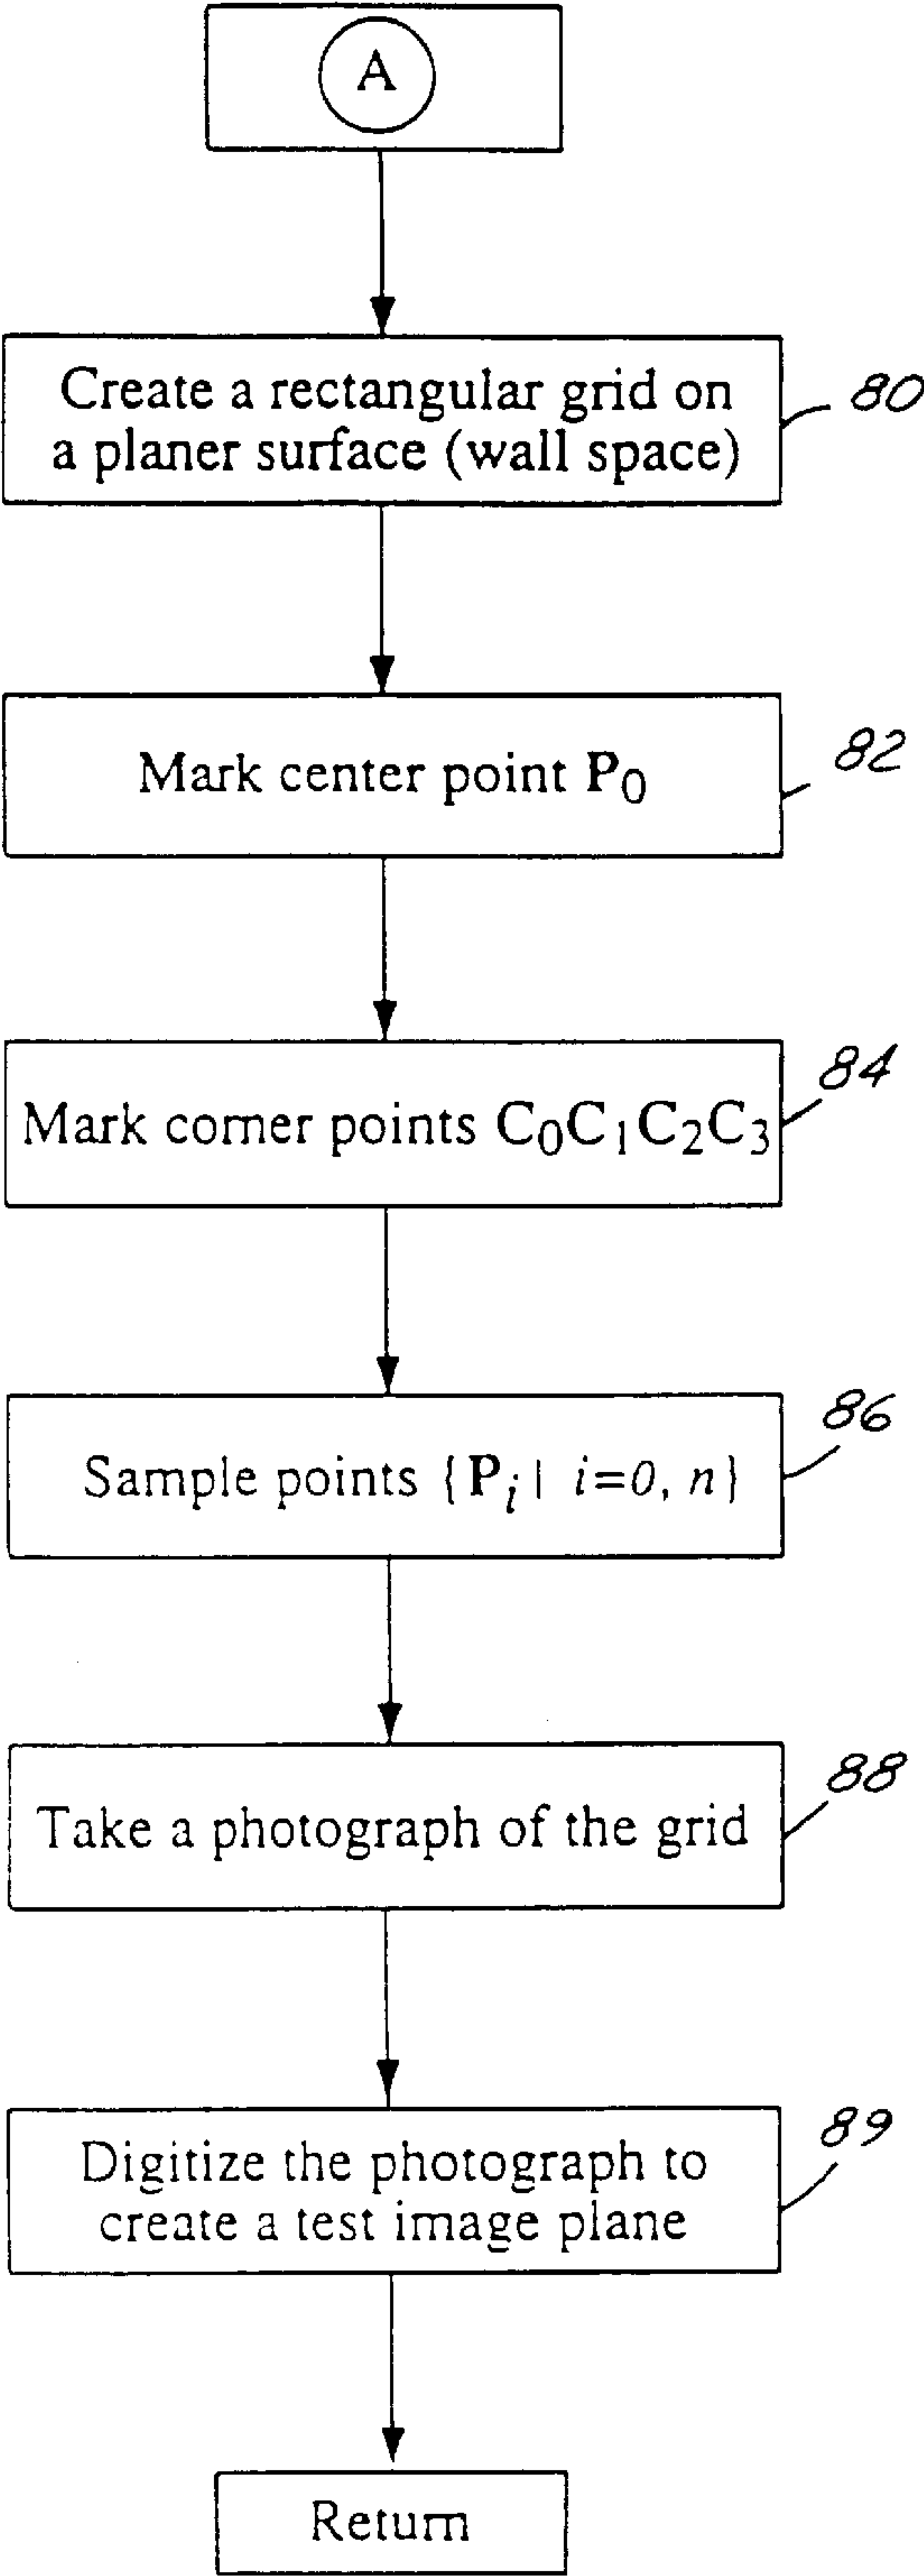 A
Create a rectangular grid on
a planer surface (wall space)
80
Mark center point P₀
82
Mark corner points C₀C₁C₂C₃
84
Sample points {Pᵢ | i=0, n}
86
Take a photograph of the grid
88
Digitize the photograph to
create a test image plane
89
Return